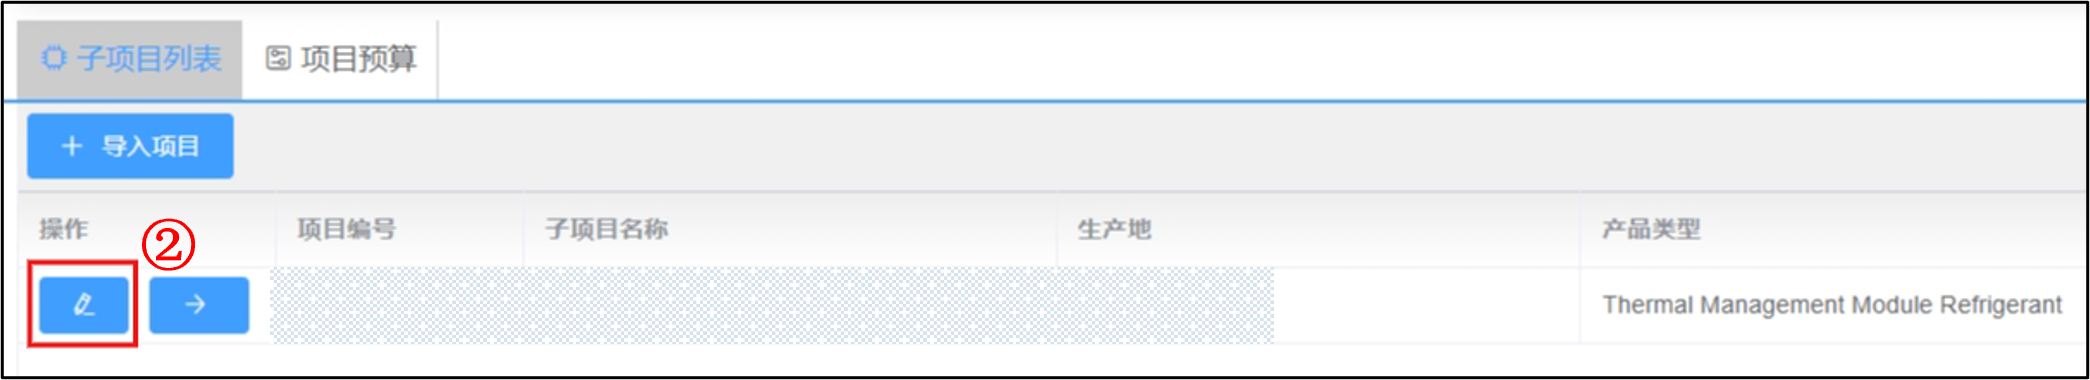 子项目列表 项目预算
+ 导入项目
操作 ② 项目编号 子项目名称 生产地 产品类型
Thermal Management Module Refrigerant